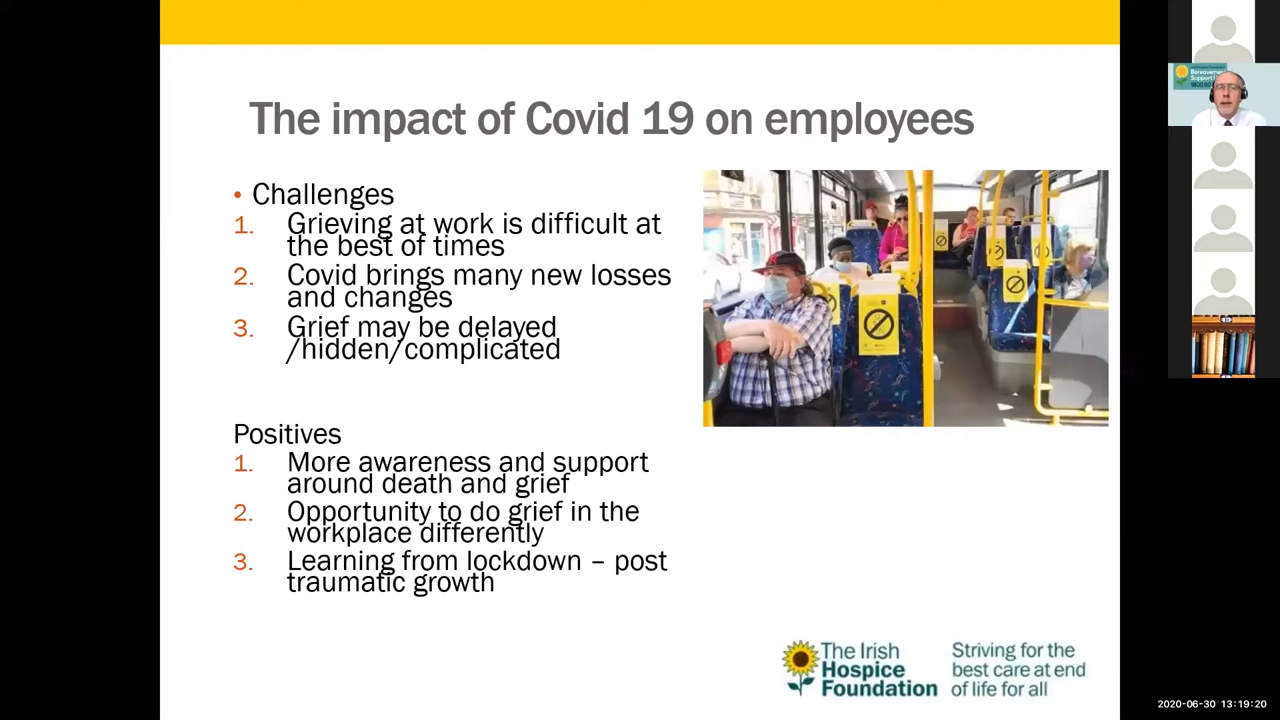 The impact of Covid 19 on employees
• Challenges
1. Grieving at work is difficult at
the best of times
2. Covid brings many new losses
and changes
3. Grief may be delayed
/hidden/complicated
Positives
1. More awareness and support
around death and grief
2. Opportunity to do grief in the
workplace differently
3. Learning from lockdown – post
traumatic growth
The Irish
Hospice
Foundation
Striving for the
best care at end
of life for all
2020-06-30 13:19:20